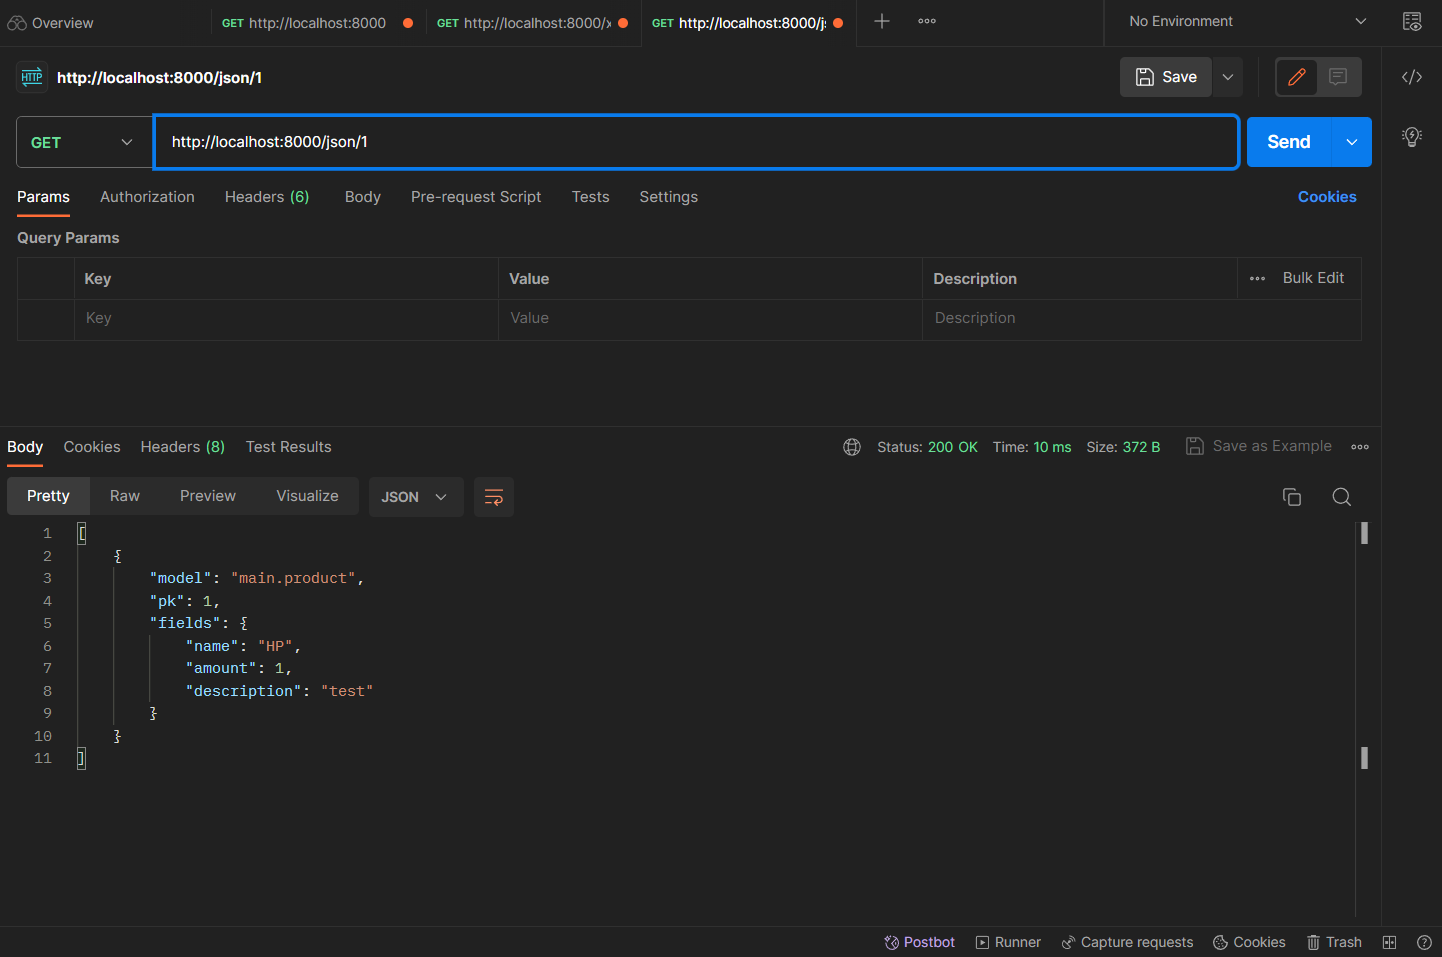 Overview
GET http://localhost:8000
GET http://localhost:8000/x
GET http://localhost:8000/j
No Environment
HTTP http://localhost:8000/json/1
Save
GET
http://localhost:8000/json/1
Send
Params Authorization Headers (6) Body Pre-request Script Tests Settings
Cookies
Query Params
Key Value Description Bulk Edit
Key Value Description
Body Cookies Headers (8) Test Results
Status: 200 OK Time: 10 ms Size: 372 B
Save as Example
Pretty Raw Preview Visualize JSON
1 [
2 {
3 "model": "main.product",
4 "pk": 1,
5 "fields": {
6 "name": "HP",
7 "amount": 1,
8 "description": "test"
9 }
10 }
11 ]
Postbot Runner Capture requests Cookies Trash